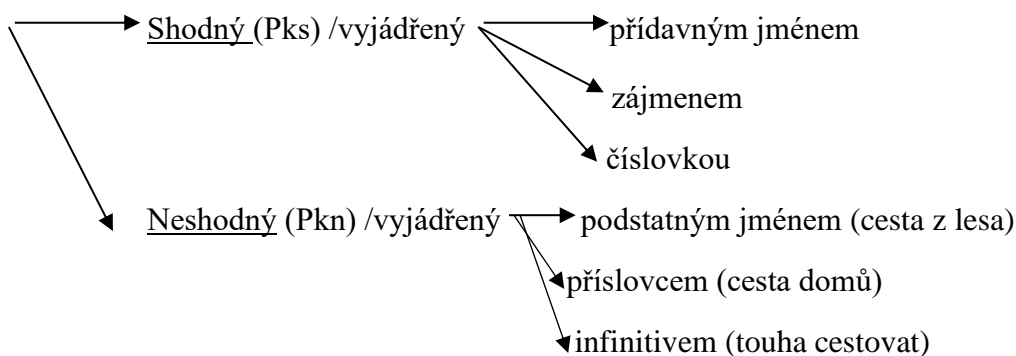 Shodný (Pks) /vyjádřený přídavným jménem
zájmenem
číslovkou
Neshodný (Pkn) /vyjádřený podstatným jménem (cesta z lesa)
příslovcem (cesta domů)
infinitivem (touha cestovat)